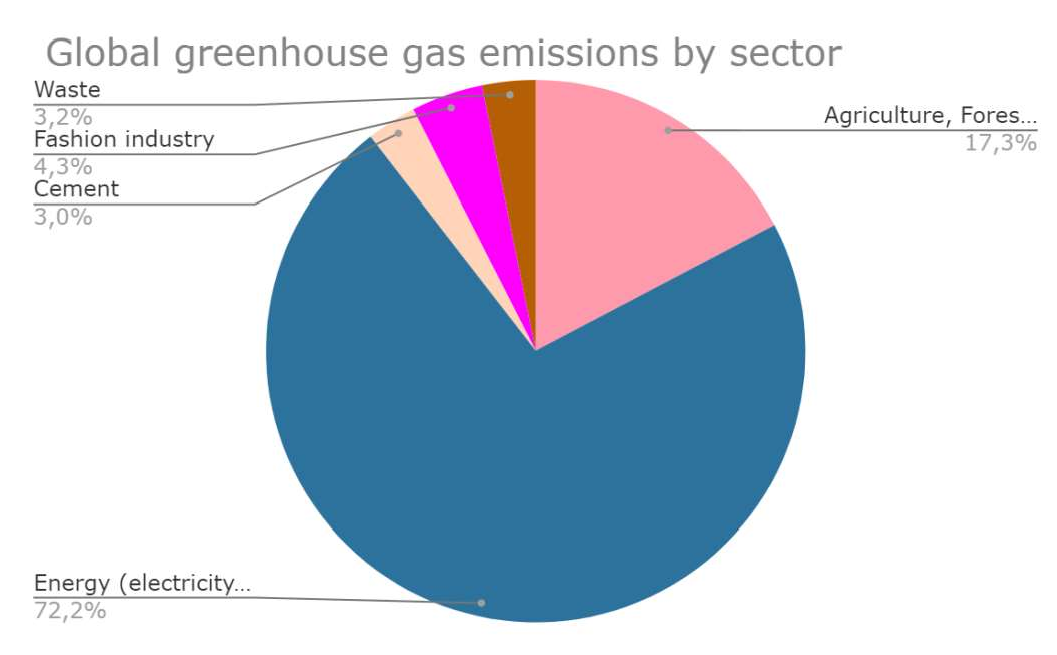 Global greenhouse gas emissions by sector
Waste
3,2%
Fashion industry
4,3%
Cement
3,0%
Agriculture, Fores...
17,3%
Energy (electricity...
72,2%